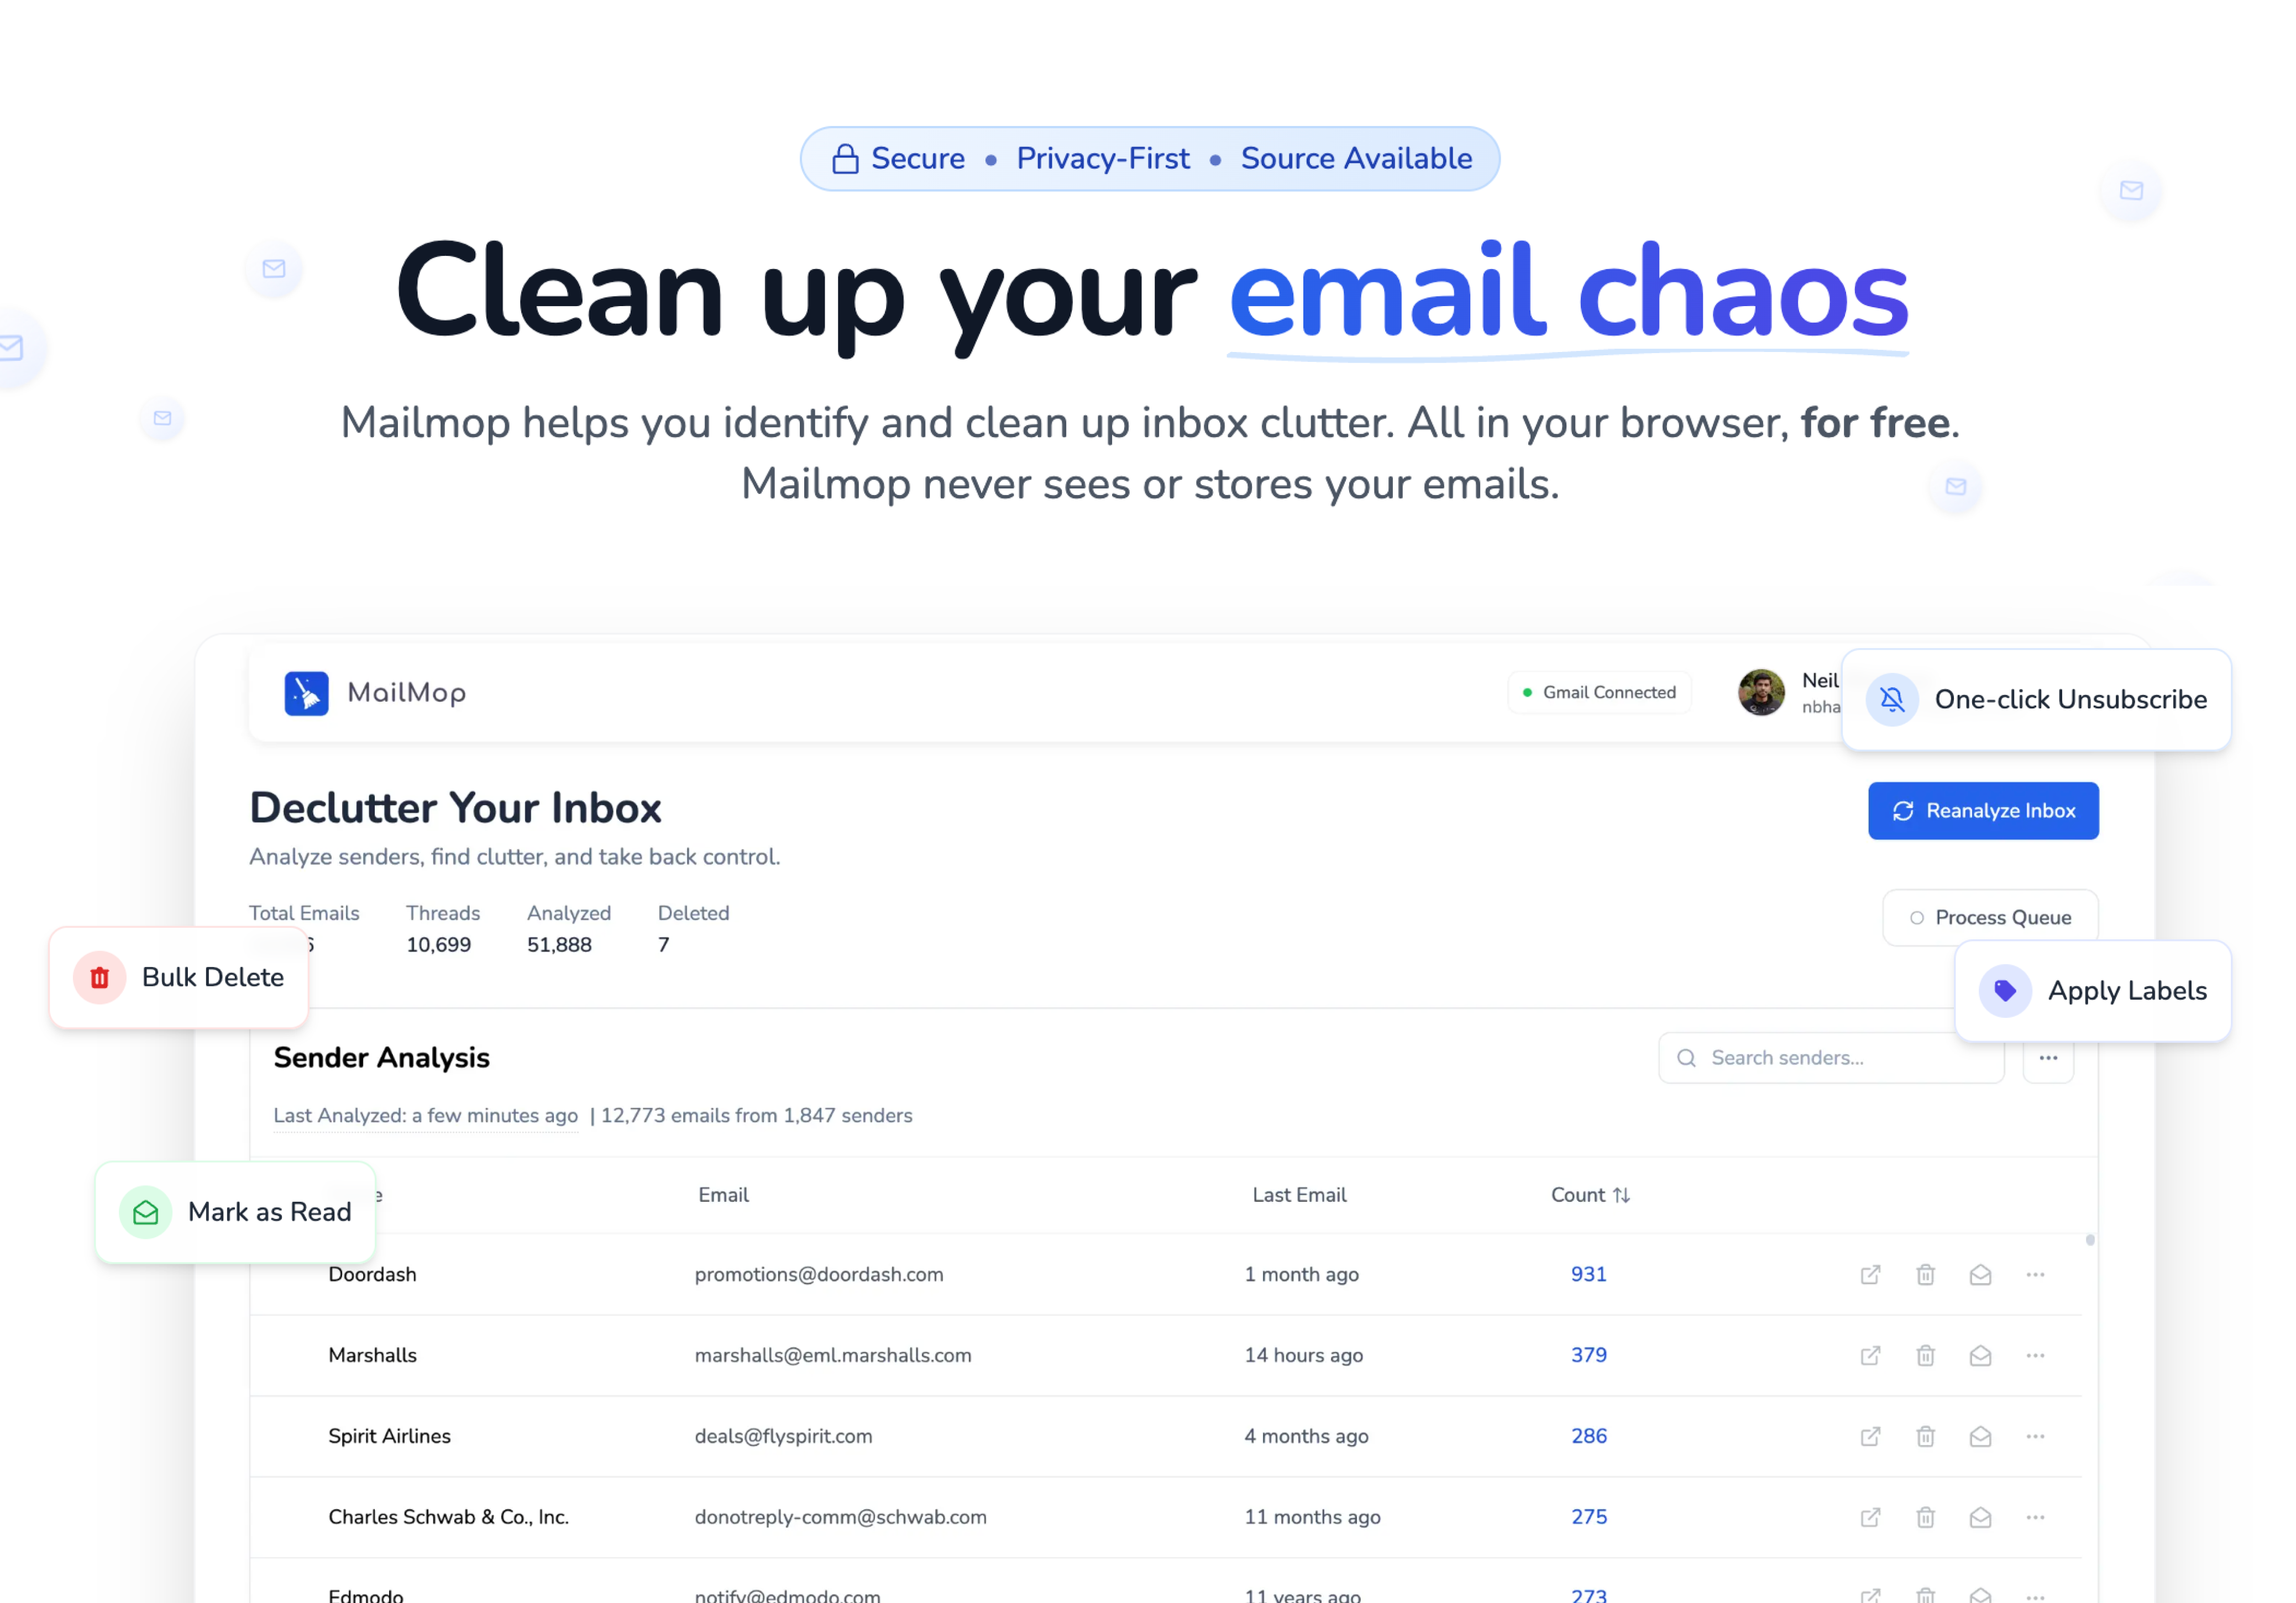 Secure • Privacy-First • Source Available
Clean up your email chaos
Mailmop helps you identify and clean up inbox clutter. All in your browser, for free.
Mailmop never sees or stores your emails.
MailMop
Gmail Connected
Neil
nbha
One-click Unsubscribe
Declutter Your Inbox
Reanalyze Inbox
Analyze senders, find clutter, and take back control.
Total Emails Threads Analyzed Deleted
10,699 51,888 7
Process Queue
Bulk Delete
Apply Labels
Sender Analysis
Search senders...
Last Analyzed: a few minutes ago | 12,773 emails from 1,847 senders
Mark as Read
Email Last Email Count
Doordash promotions@doordash.com 1 month ago 931
Marshalls marshalls@eml.marshalls.com 14 hours ago 379
Spirit Airlines deals@flyspirit.com 4 months ago 286
Charles Schwab & Co., Inc. donotreply-comm@schwab.com 11 months ago 275
Edmodo notify@edmodo.com 11 years ago 273